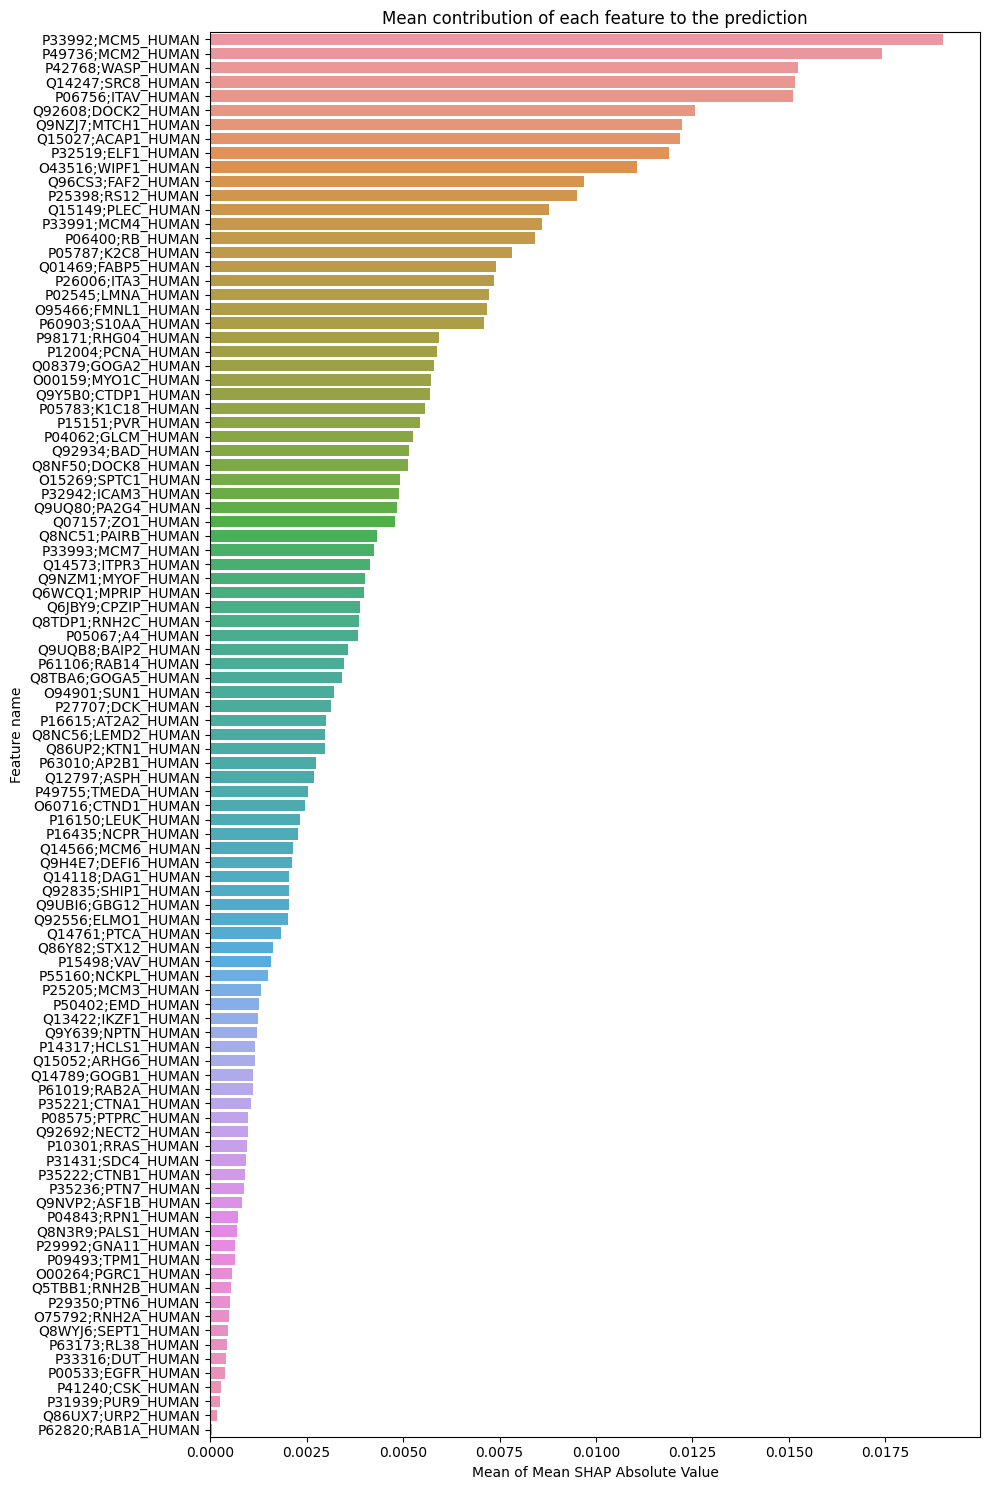 Mean contribution of each feature to the prediction
P33992;MCM5_HUMAN
P49736;MCM2_HUMAN
P42768;WASP_HUMAN
Q14247;SRC8_HUMAN
P06756;ITAV_HUMAN
Q92608;DOCK2_HUMAN
Q9NZJ7;MTCH1_HUMAN
Q15027;ACAP1_HUMAN
P32519;ELF1_HUMAN
O43516;WIPF1_HUMAN
Q96CS3;FAF2_HUMAN
P25398;RS12_HUMAN
Q15149;PLEC_HUMAN
P33991;MCM4_HUMAN
P06400;RB_HUMAN
P05787;K2C8_HUMAN
Q01469;FABP5_HUMAN
P26006;ITA3_HUMAN
P02545;LMNA_HUMAN
O95466;FMNL1_HUMAN
P60903;S10AA_HUMAN
P98171;RHG04_HUMAN
P12004;PCNA_HUMAN
Q08379;GOGA2_HUMAN
O00159;MYO1C_HUMAN
Q9Y5B0;CTDP1_HUMAN
P05783;K1C18_HUMAN
P15151;PVR_HUMAN
P04062;GLCM_HUMAN
Q92934;BAD_HUMAN
Q8NF50;DOCK8_HUMAN
O15269;SPTC1_HUMAN
P32942;ICAM3_HUMAN
Q9UQ80;PA2G4_HUMAN
Q07157;ZO1_HUMAN
Q8NC51;PAIRB_HUMAN
P33993;MCM7_HUMAN
Q14573;ITPR3_HUMAN
Q9NZM1;MYOF_HUMAN
Q6WCQ1;MPRIP_HUMAN
Q6JBY9;CPZIP_HUMAN
Q8TDP1;RNH2C_HUMAN
P05067;A4_HUMAN
Q9UQB8;BAIP2_HUMAN
P61106;RAB14_HUMAN
Q8TBA6;GOGA5_HUMAN
O94901;SUN1_HUMAN
P27707;DCK_HUMAN
P16615;AT2A2_HUMAN
Q8NC56;LEMD2_HUMAN
Q86UP2;KTN1_HUMAN
P63010;AP2B1_HUMAN
Q12797;ASPH_HUMAN
P49755;TMEDA_HUMAN
O60716;CTND1_HUMAN
P16150;LEUK_HUMAN
P16435;NCPR_HUMAN
Q14566;MCM6_HUMAN
Q9H4E7;DEFI6_HUMAN
Q14118;DAG1_HUMAN
Q92835;SHIP1_HUMAN
Q9UBI6;GBG12_HUMAN
Q92556;ELMO1_HUMAN
Q14761;PTCA_HUMAN
Q86Y82;STX12_HUMAN
P15498;VAV_HUMAN
P55160;NCKPL_HUMAN
P25205;MCM3_HUMAN
P50402;EMD_HUMAN
Q13422;IKZF1_HUMAN
Q9Y639;NPTN_HUMAN
P14317;HCLS1_HUMAN
Q15052;ARHG6_HUMAN
Q14789;GOGB1_HUMAN
P61019;RAB2A_HUMAN
P35221;CTNA1_HUMAN
P08575;PTPRC_HUMAN
Q92692;NECT2_HUMAN
P10301;RRAS_HUMAN
P31431;SDC4_HUMAN
P35222;CTNB1_HUMAN
P35236;PTN7_HUMAN
Q9NVP2;ASF1B_HUMAN
P04843;RPN1_HUMAN
Q8N3R9;PALS1_HUMAN
P29992;GNA11_HUMAN
P09493;TPM1_HUMAN
O00264;PGRC1_HUMAN
Q5TBB1;RNH2B_HUMAN
P29350;PTN6_HUMAN
O75792;RNH2A_HUMAN
Q8WYJ6;SEPT1_HUMAN
P63173;RL38_HUMAN
P33316;DUT_HUMAN
P00533;EGFR_HUMAN
P41240;CSK_HUMAN
P31939;PUR9_HUMAN
Q86UX7;URP2_HUMAN
P62820;RAB1A_HUMAN
Feature name
0.0000 0.0025 0.0050 0.0075 0.0100 0.0125 0.0150 0.0175
Mean of Mean SHAP Absolute Value